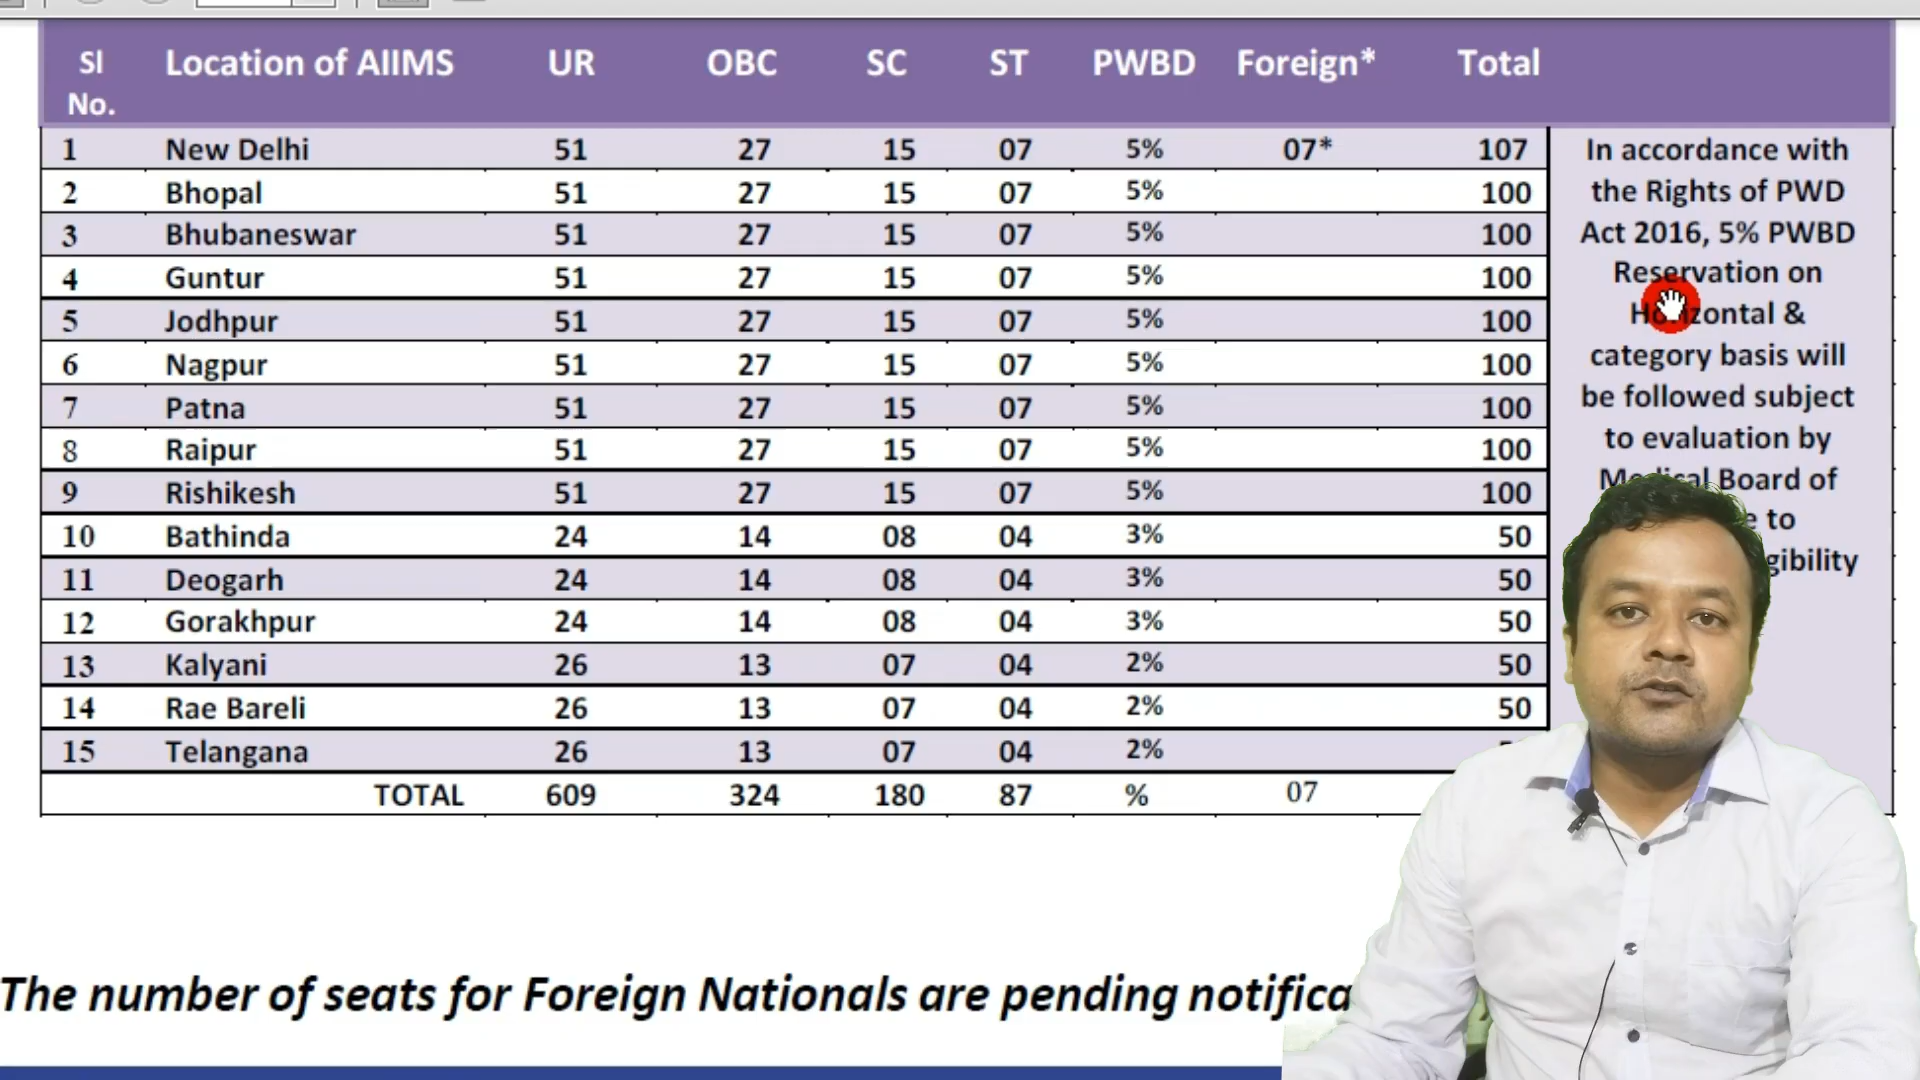 Sl No. Location of AIIMS UR OBC SC ST PWBD Foreign* Total
1 New Delhi 51 27 15 07 5% 07* 107
2 Bhopal 51 27 15 07 5% 100
3 Bhubaneswar 51 27 15 07 5% 100
4 Guntur 51 27 15 07 5% 100
5 Jodhpur 51 27 15 07 5% 100
6 Nagpur 51 27 15 07 5% 100
7 Patna 51 27 15 07 5% 100
8 Raipur 51 27 15 07 5% 100
9 Rishikesh 51 27 15 07 5% 100
10 Bathinda 24 14 08 04 3% 50
11 Deogarh 24 14 08 04 3% 50
12 Gorakhpur 24 14 08 04 3% 50
13 Kalyani 26 13 07 04 2% 50
14 Rae Bareli 26 13 07 04 2% 50
15 Telangana 26 13 07 04 2%
TOTAL 609 324 180 87 % 07
In accordance with
the Rights of PWD
Act 2016, 5% PWBD
Reservation on
Horizontal &
category basis will
be followed subject
to evaluation by
Medical Board of
to
The number of seats for Foreign Nationals are pending